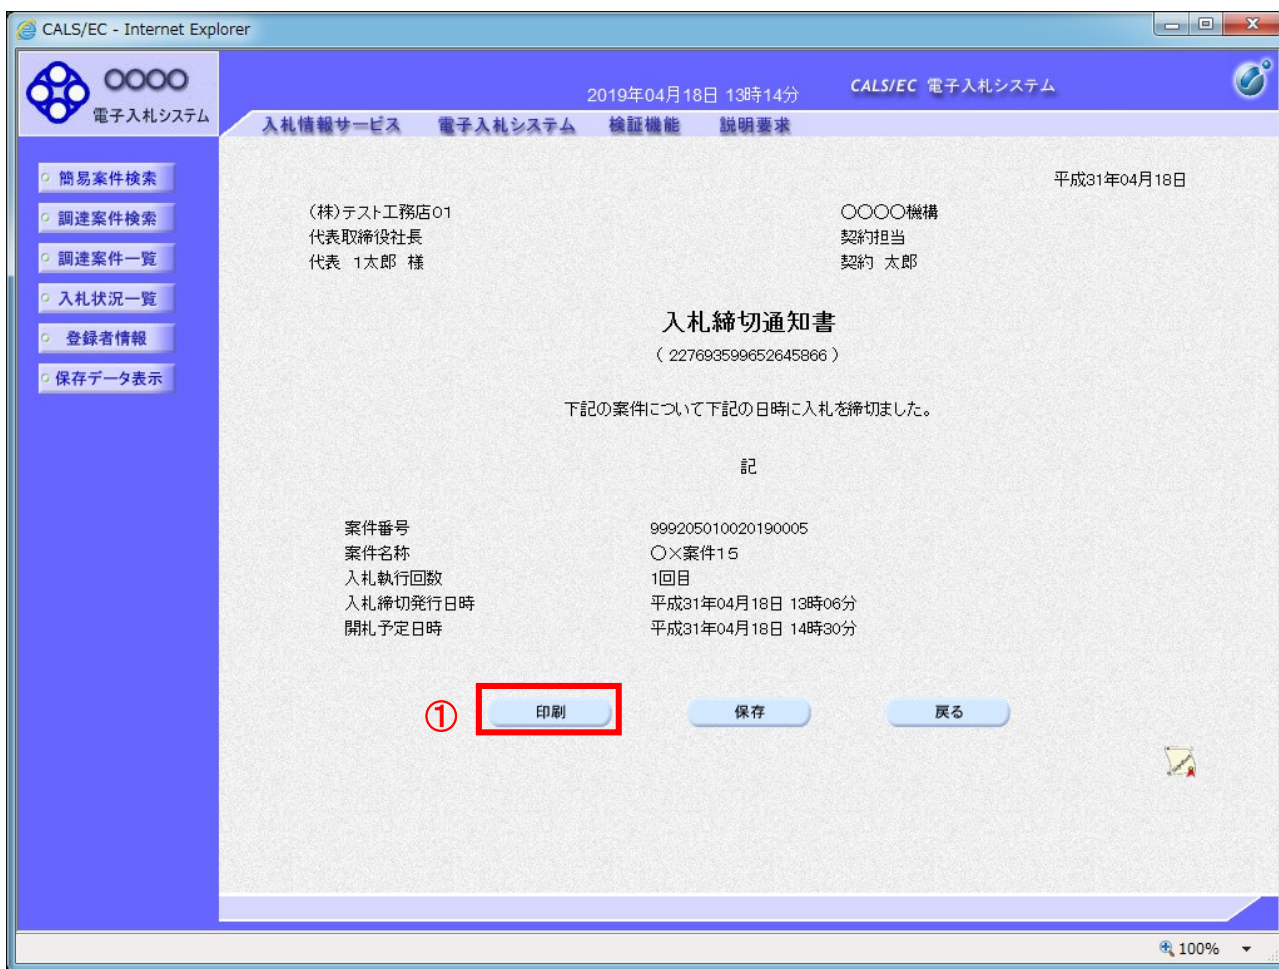 CALS/EC - Internet Explorer
○○○○
電子入札システム
2019年04月18日 13時14分
CALS/EC 電子入札システム
入札情報サービス 電子入札システム 検証機能 説明要求
簡易案件検索
調達案件検索
調達案件一覧
入札状況一覧
登録者情報
保存データ表示
平成31年04月18日
(株)テスト工務店01
代表取締役社長
代表 1太郎 様
〇〇〇〇機構
契約担当
契約 太郎
入札締切通知書
( 227693599652645866 )
下記の案件について下記の日時に入札を締切ました。
記
案件番号 999205010020190005
案件名称 〇×案件15
入札執行回数 1回目
入札締切発行日時 平成31年04月18日 13時06分
開札予定日時 平成31年04月18日 14時30分
① 印刷 保存 戻る
100%